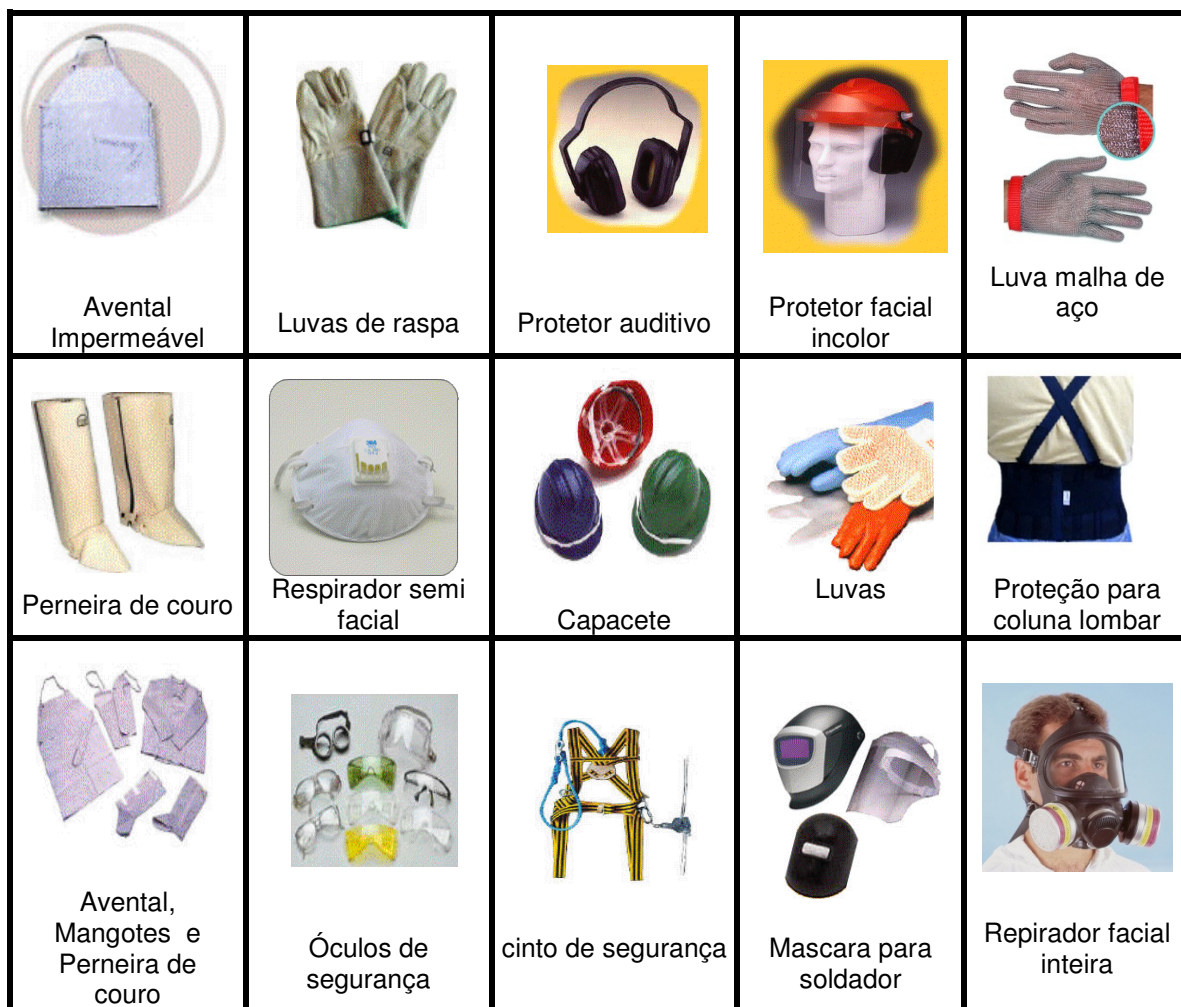 Avental
Impermeável
Luvas de raspa
Protetor auditivo
Protetor facial
incolor
Luva malha de
aço
Perneira de couro
3M
Respirador semi
facial
Capacete
Luvas
Proteção para
coluna lombar
Avental,
Mangotes e
Perneira de
couro
Óculos de
segurança
cinto de segurança
Mascara para
soldador
Repirador facial
inteira